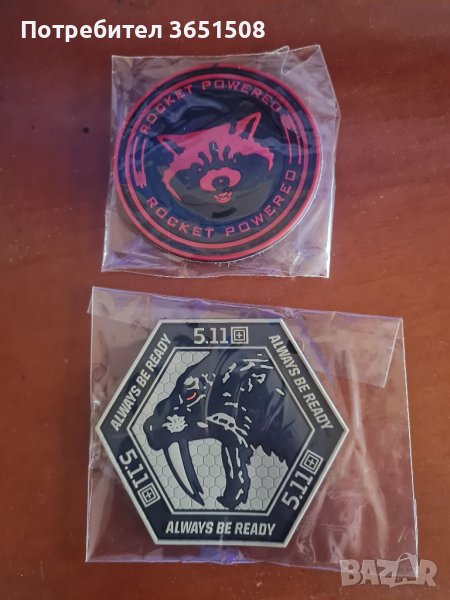 Потребител 3651508
ROCKET POWERED
ROCKET POWERED
5.11
ALWAYS BE READY
ALWAYS BE READY
5.11
5.11
ALWAYS BE READY
BAZAR